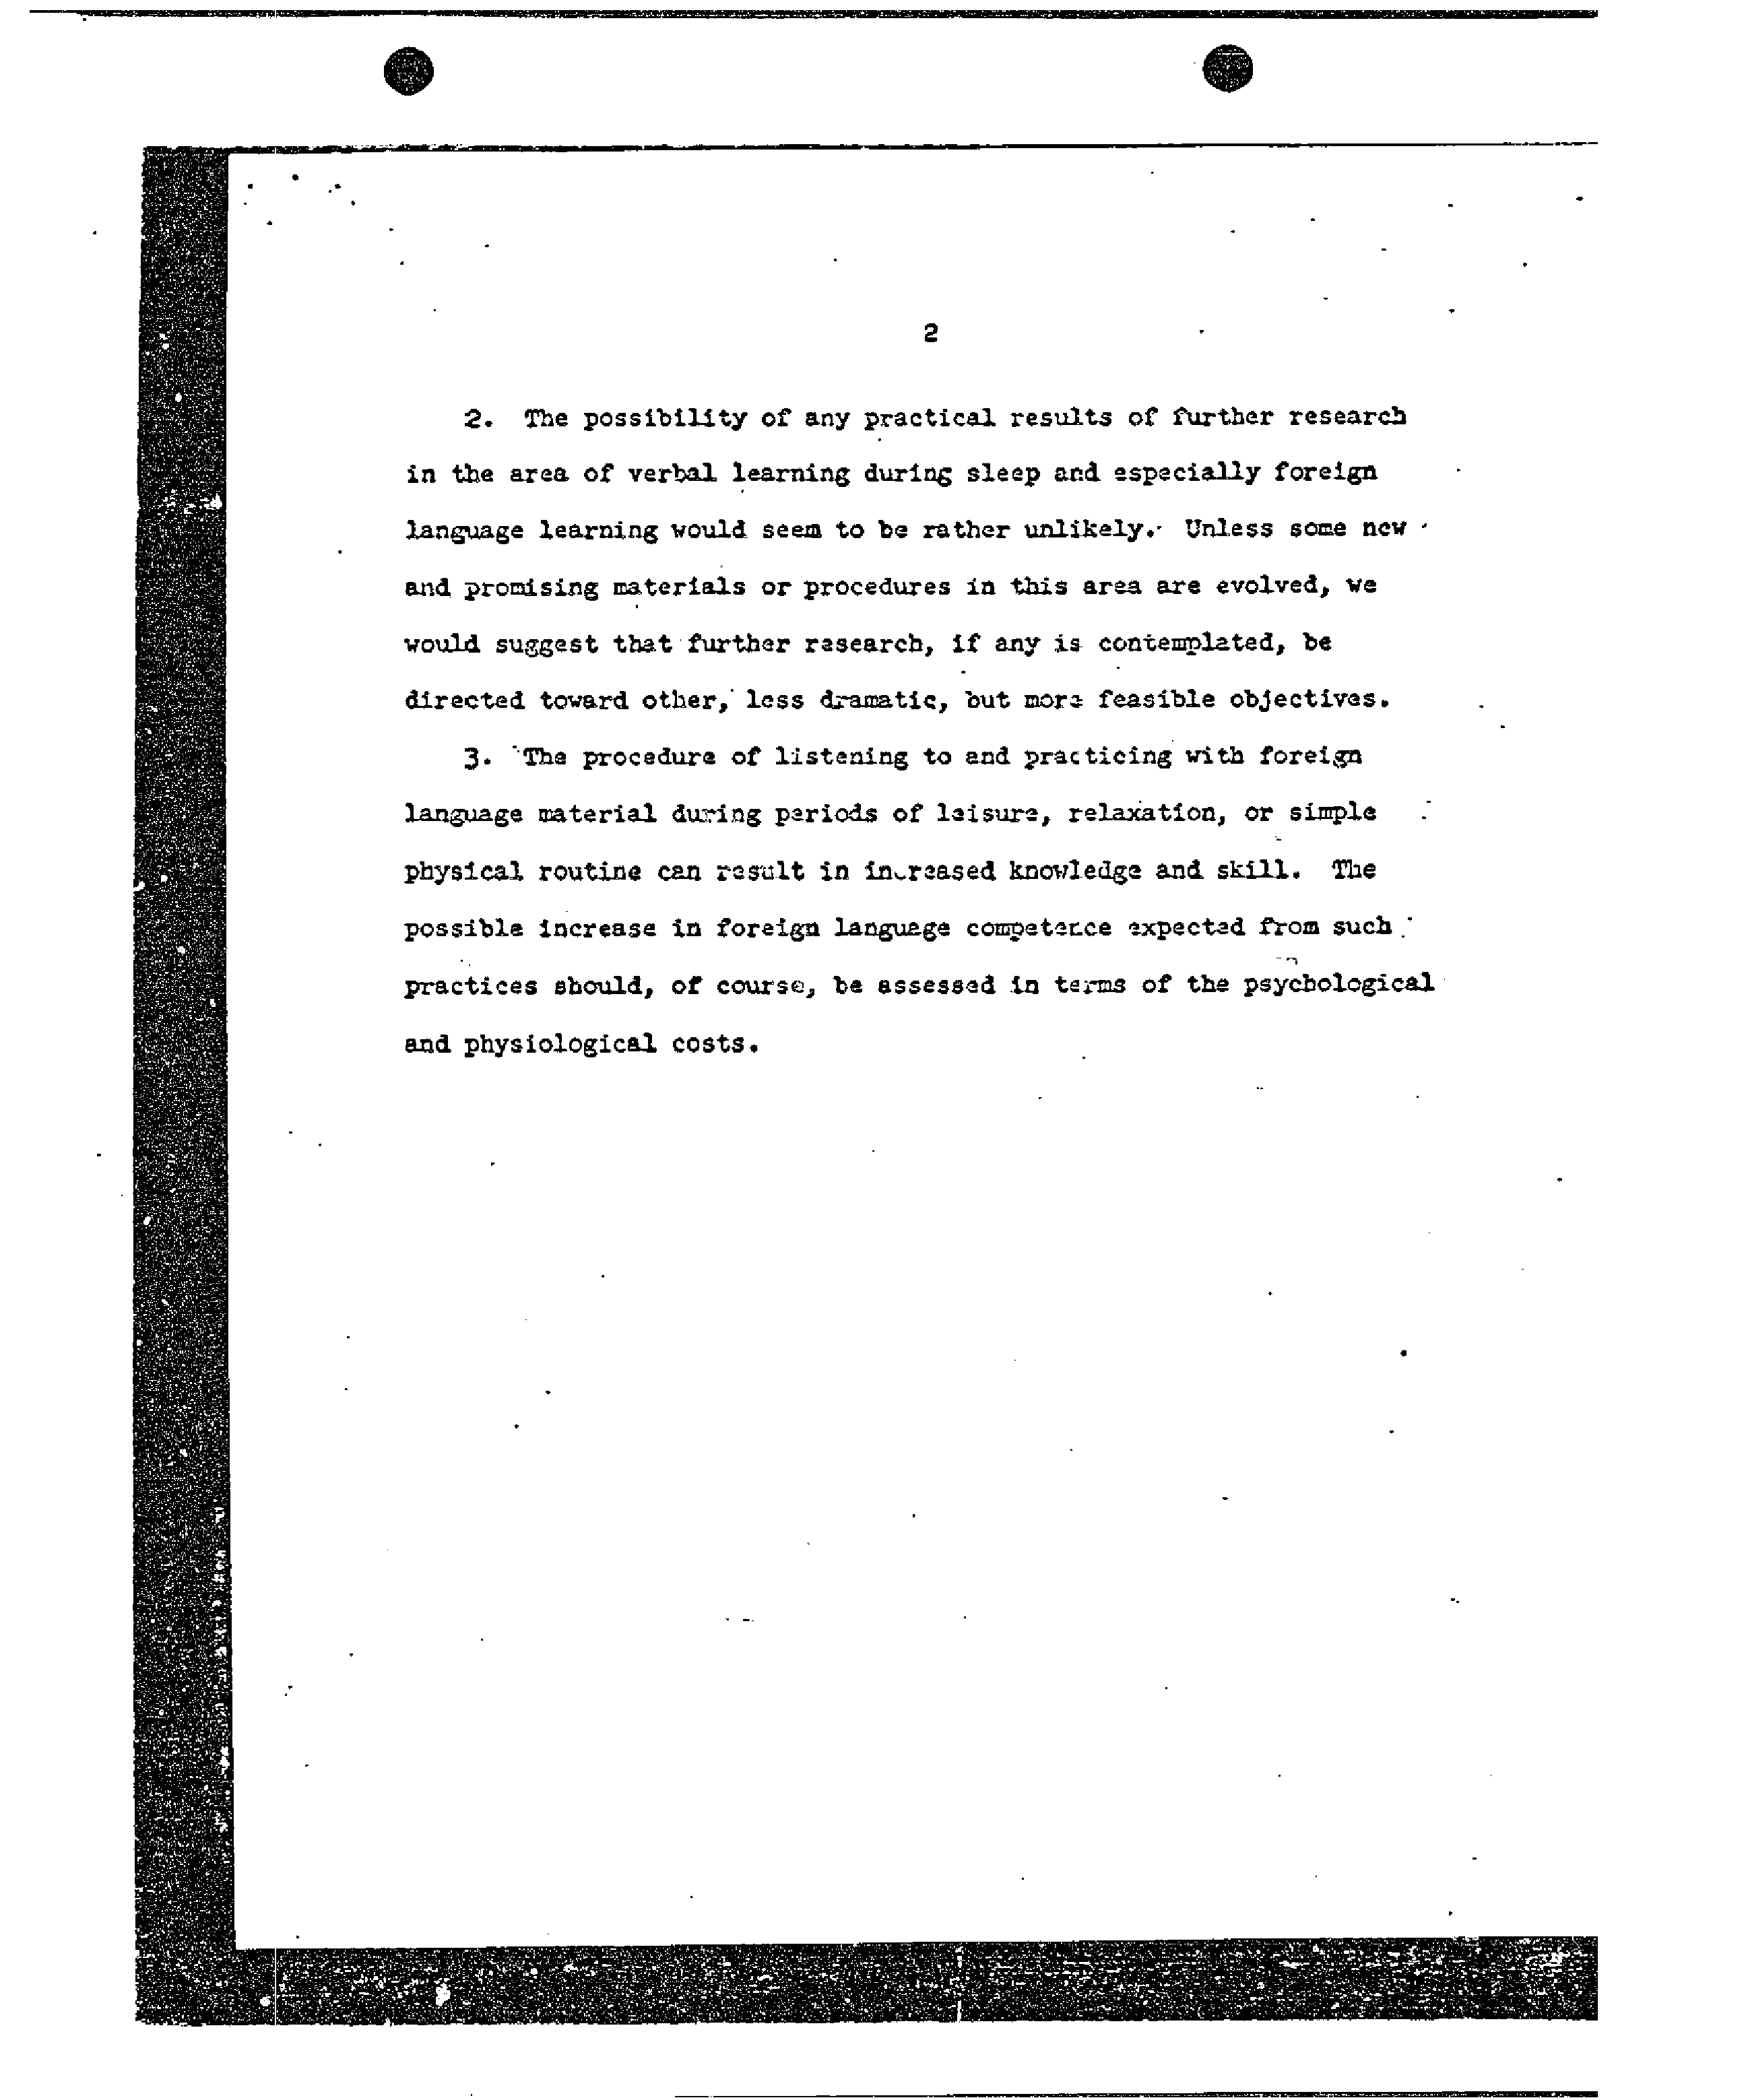 2
2. The possibility of any practical results of further research
in the area of verbal learning during sleep and especially foreign
language learning would seem to be rather unlikely. Unless some new
and promising materials or procedures in this area are evolved, we
would suggest that further research, if any is contemplated, be
directed toward other, less dramatic, but more feasible objectives.
3. The procedure of listening to and practicing with foreign
language material during periods of leisure, relaxation, or simple
physical routine can result in increased knowledge and skill. The
possible increase in foreign language competence expected from such
practices should, of course, be assessed in terms of the psychological
and physiological costs.